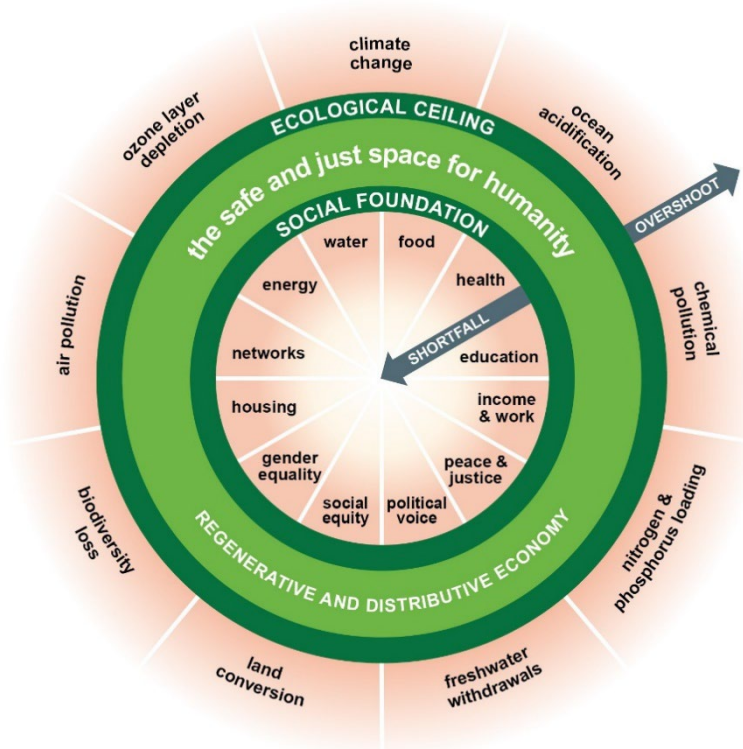 climate
change
ocean
acidification
chemical
pollution
nitrogen &
phosphorus loading
freshwater
withdrawals
land
conversion
biodiversity
loss
air pollution
ozone layer
depletion
ECOLOGICAL CEILING
the safe and just space for humanity
SOCIAL FOUNDATION
OVERSHOOT
water
food
health
SHORTFALL
education
income
& work
peace &
justice
political
voice
social
equity
gender
equality
housing
networks
energy
REGENERATIVE AND DISTRIBUTIVE ECONOMY